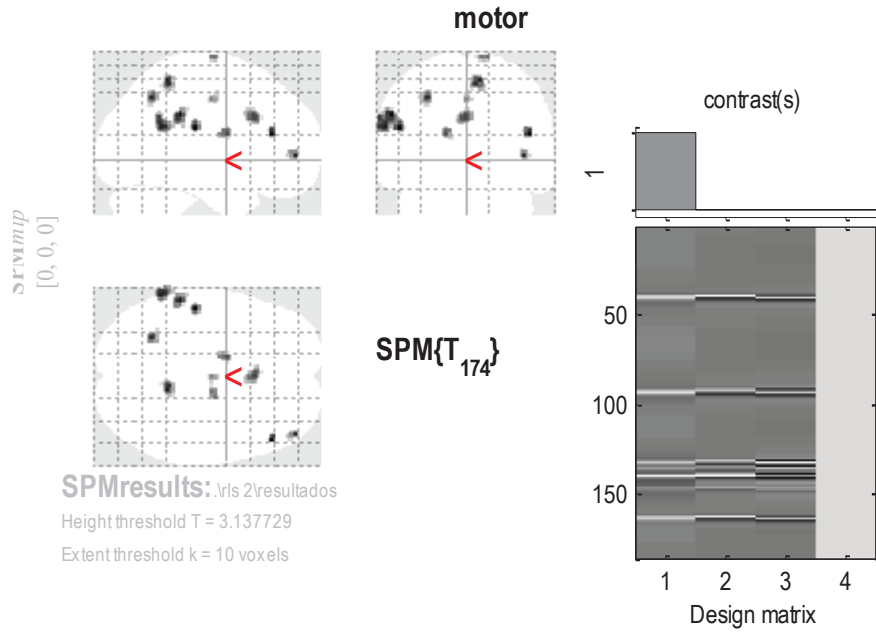 motor
contrast(s)
1
<
<
SPMmip
[0, 0, 0]
<
SPM{T174}
50
100
150
1 2 3 4
Design matrix
SPMresults: .\rls 2\resultados
Height threshold T = 3.137729
Extent threshold k = 10 voxels